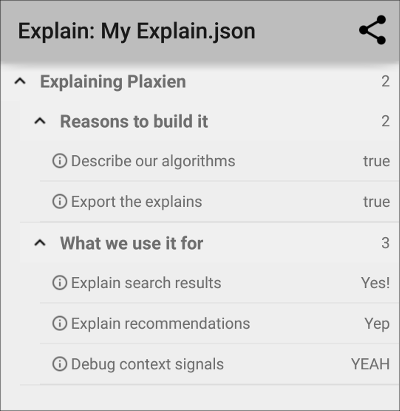 Explain: My Explain.json
Explaining Plaxien 2
Reasons to build it 2
Describe our algorithms true
Export the explains true
What we use it for 3
Explain search results Yes!
Explain recommendations Yep
Debug context signals YEAH